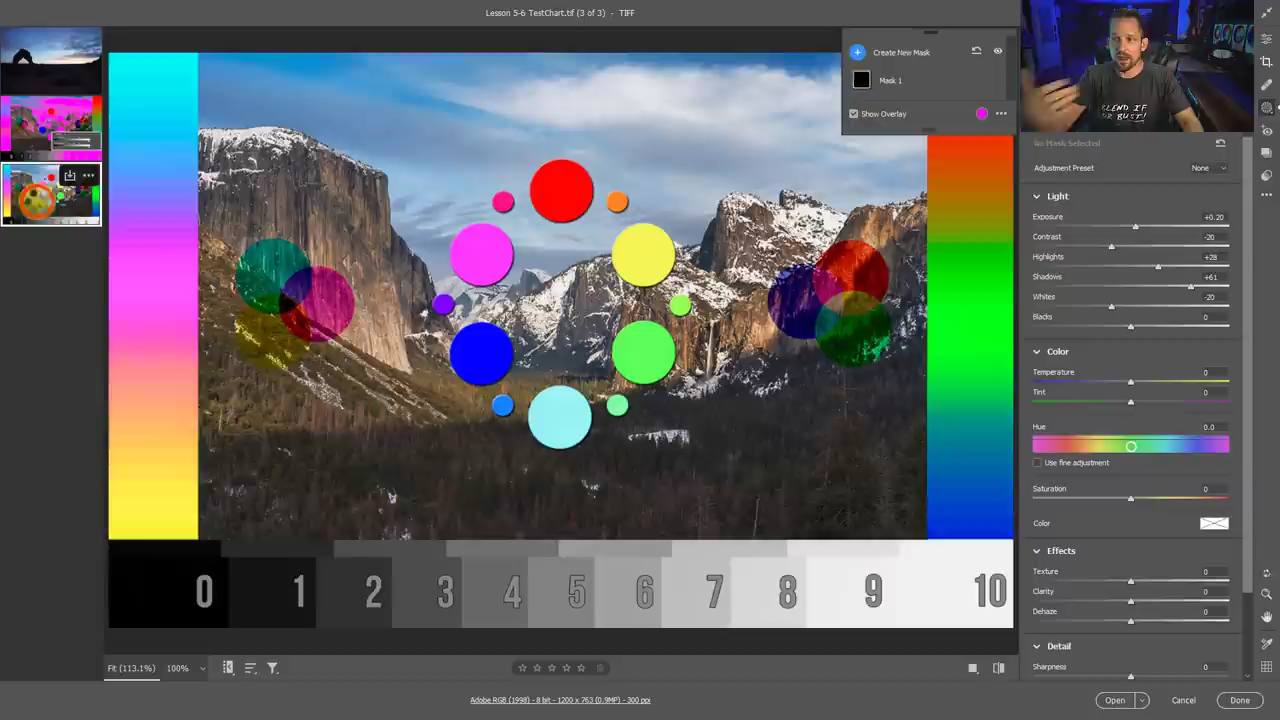 Lesson 5-6 TestChart.tif (3 of 3) - TIFF
Create New Mask
Mask 1
Show Overlay
BLEND IF
OR BUST!
No Mask Selected
Adjustment Preset None
Light
Exposure +0.20
Contrast -20
Highlights +28
Shadows +61
Whites -20
Blacks 0
Color
Temperature 0
Tint 0
Hue 0.0
Use fine adjustment
Saturation 0
Color
Effects
Texture 0
Clarity 0
Dehaze 0
Detail
Sharpness 0
0 1 2 3 4 5 6 7 8 9 10
Fit (113.1%) 100%
Adobe RGB (1998) - 8 bit - 1200 x 763 (0.9MP) - 300 ppi
Open Cancel Done